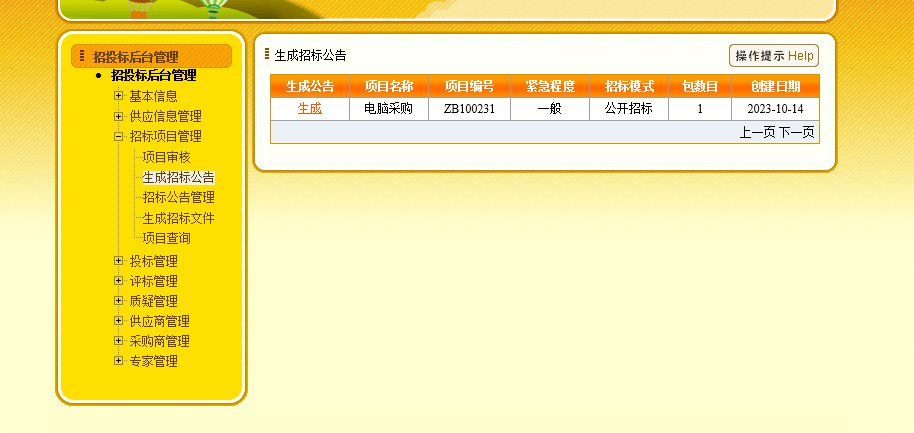 招投标后台管理
招投标后台管理
基本信息
供应信息管理
招标项目管理
项目审核
生成招标公告
招标公告管理
生成招标文件
项目查询
投标管理
评标管理
质疑管理
供应商管理
采购商管理
专家管理
生成招标公告
操作提示 Help
生成公告 项目名称 项目编号 紧急程度 招标模式 包数目 创建日期
生成 电脑采购 ZB100231 一般 公开招标 1 2023-10-14
上一页 下一页